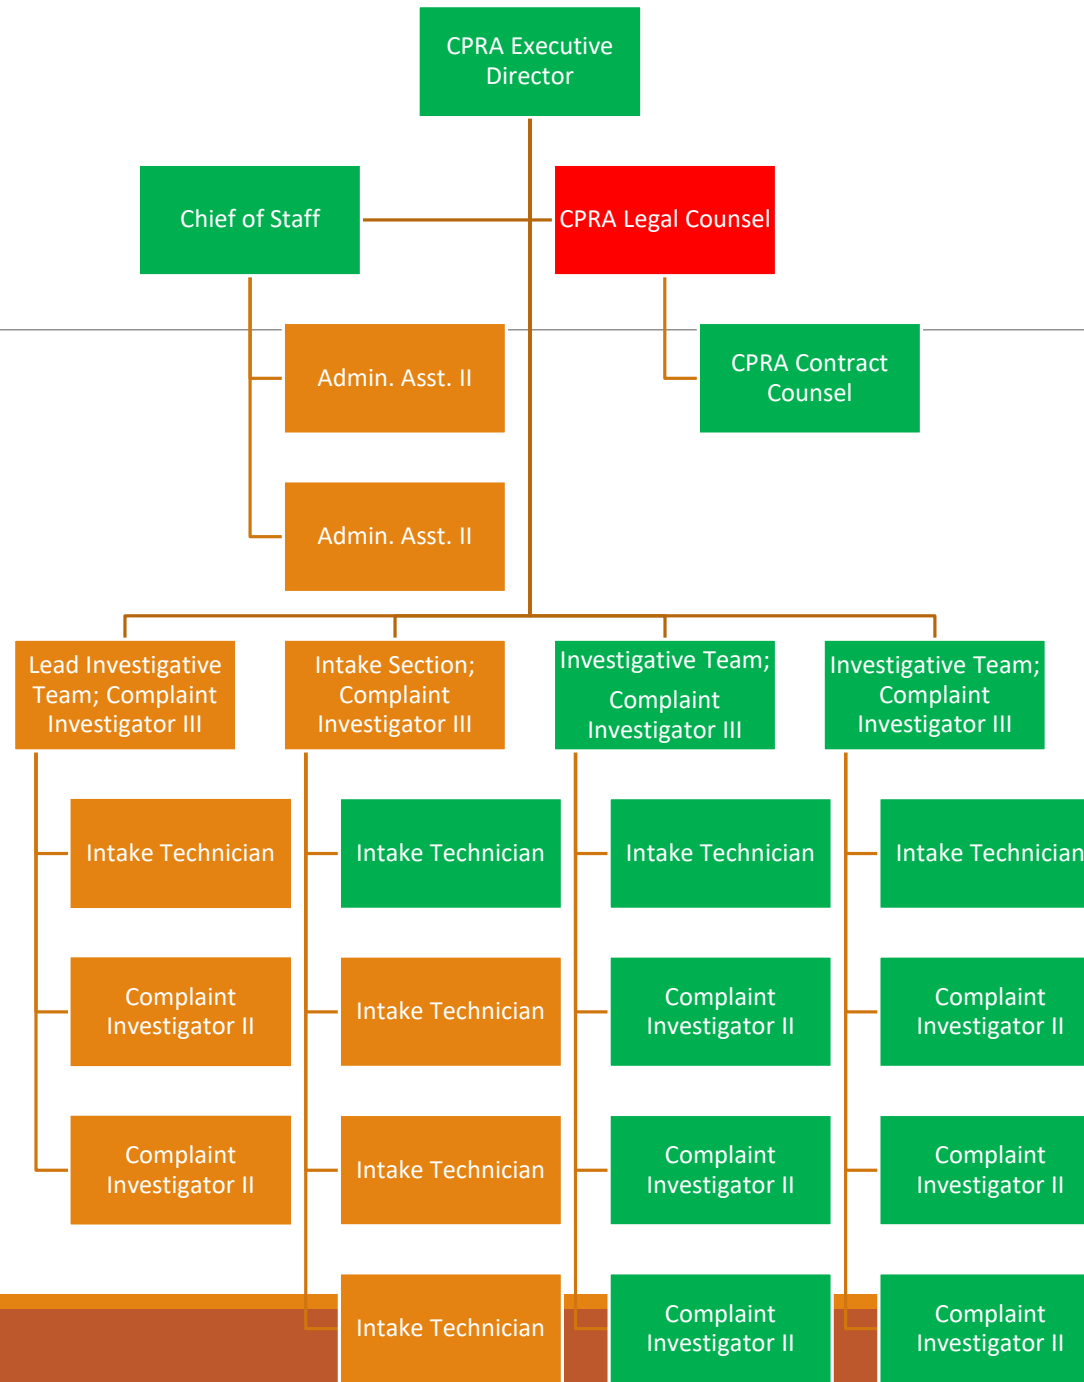 CPRA Executive
Director
Chief of Staff
CPRA Legal Counsel
Admin. Asst. II
CPRA Contract
Counsel
Admin. Asst. II
Lead Investigative
Team; Complaint
Investigator III
Intake Section;
Complaint
Investigator III
Investigative Team;
Complaint
Investigator III
Investigative Team;
Complaint
Investigator III
Intake Technician
Intake Technician
Intake Technician
Intake Technician
Complaint
Investigator II
Intake Technician
Complaint
Investigator II
Complaint
Investigator II
Complaint
Investigator II
Intake Technician
Complaint
Investigator II
Complaint
Investigator II
Intake Technician
Complaint
Investigator II
Complaint
Investigator II